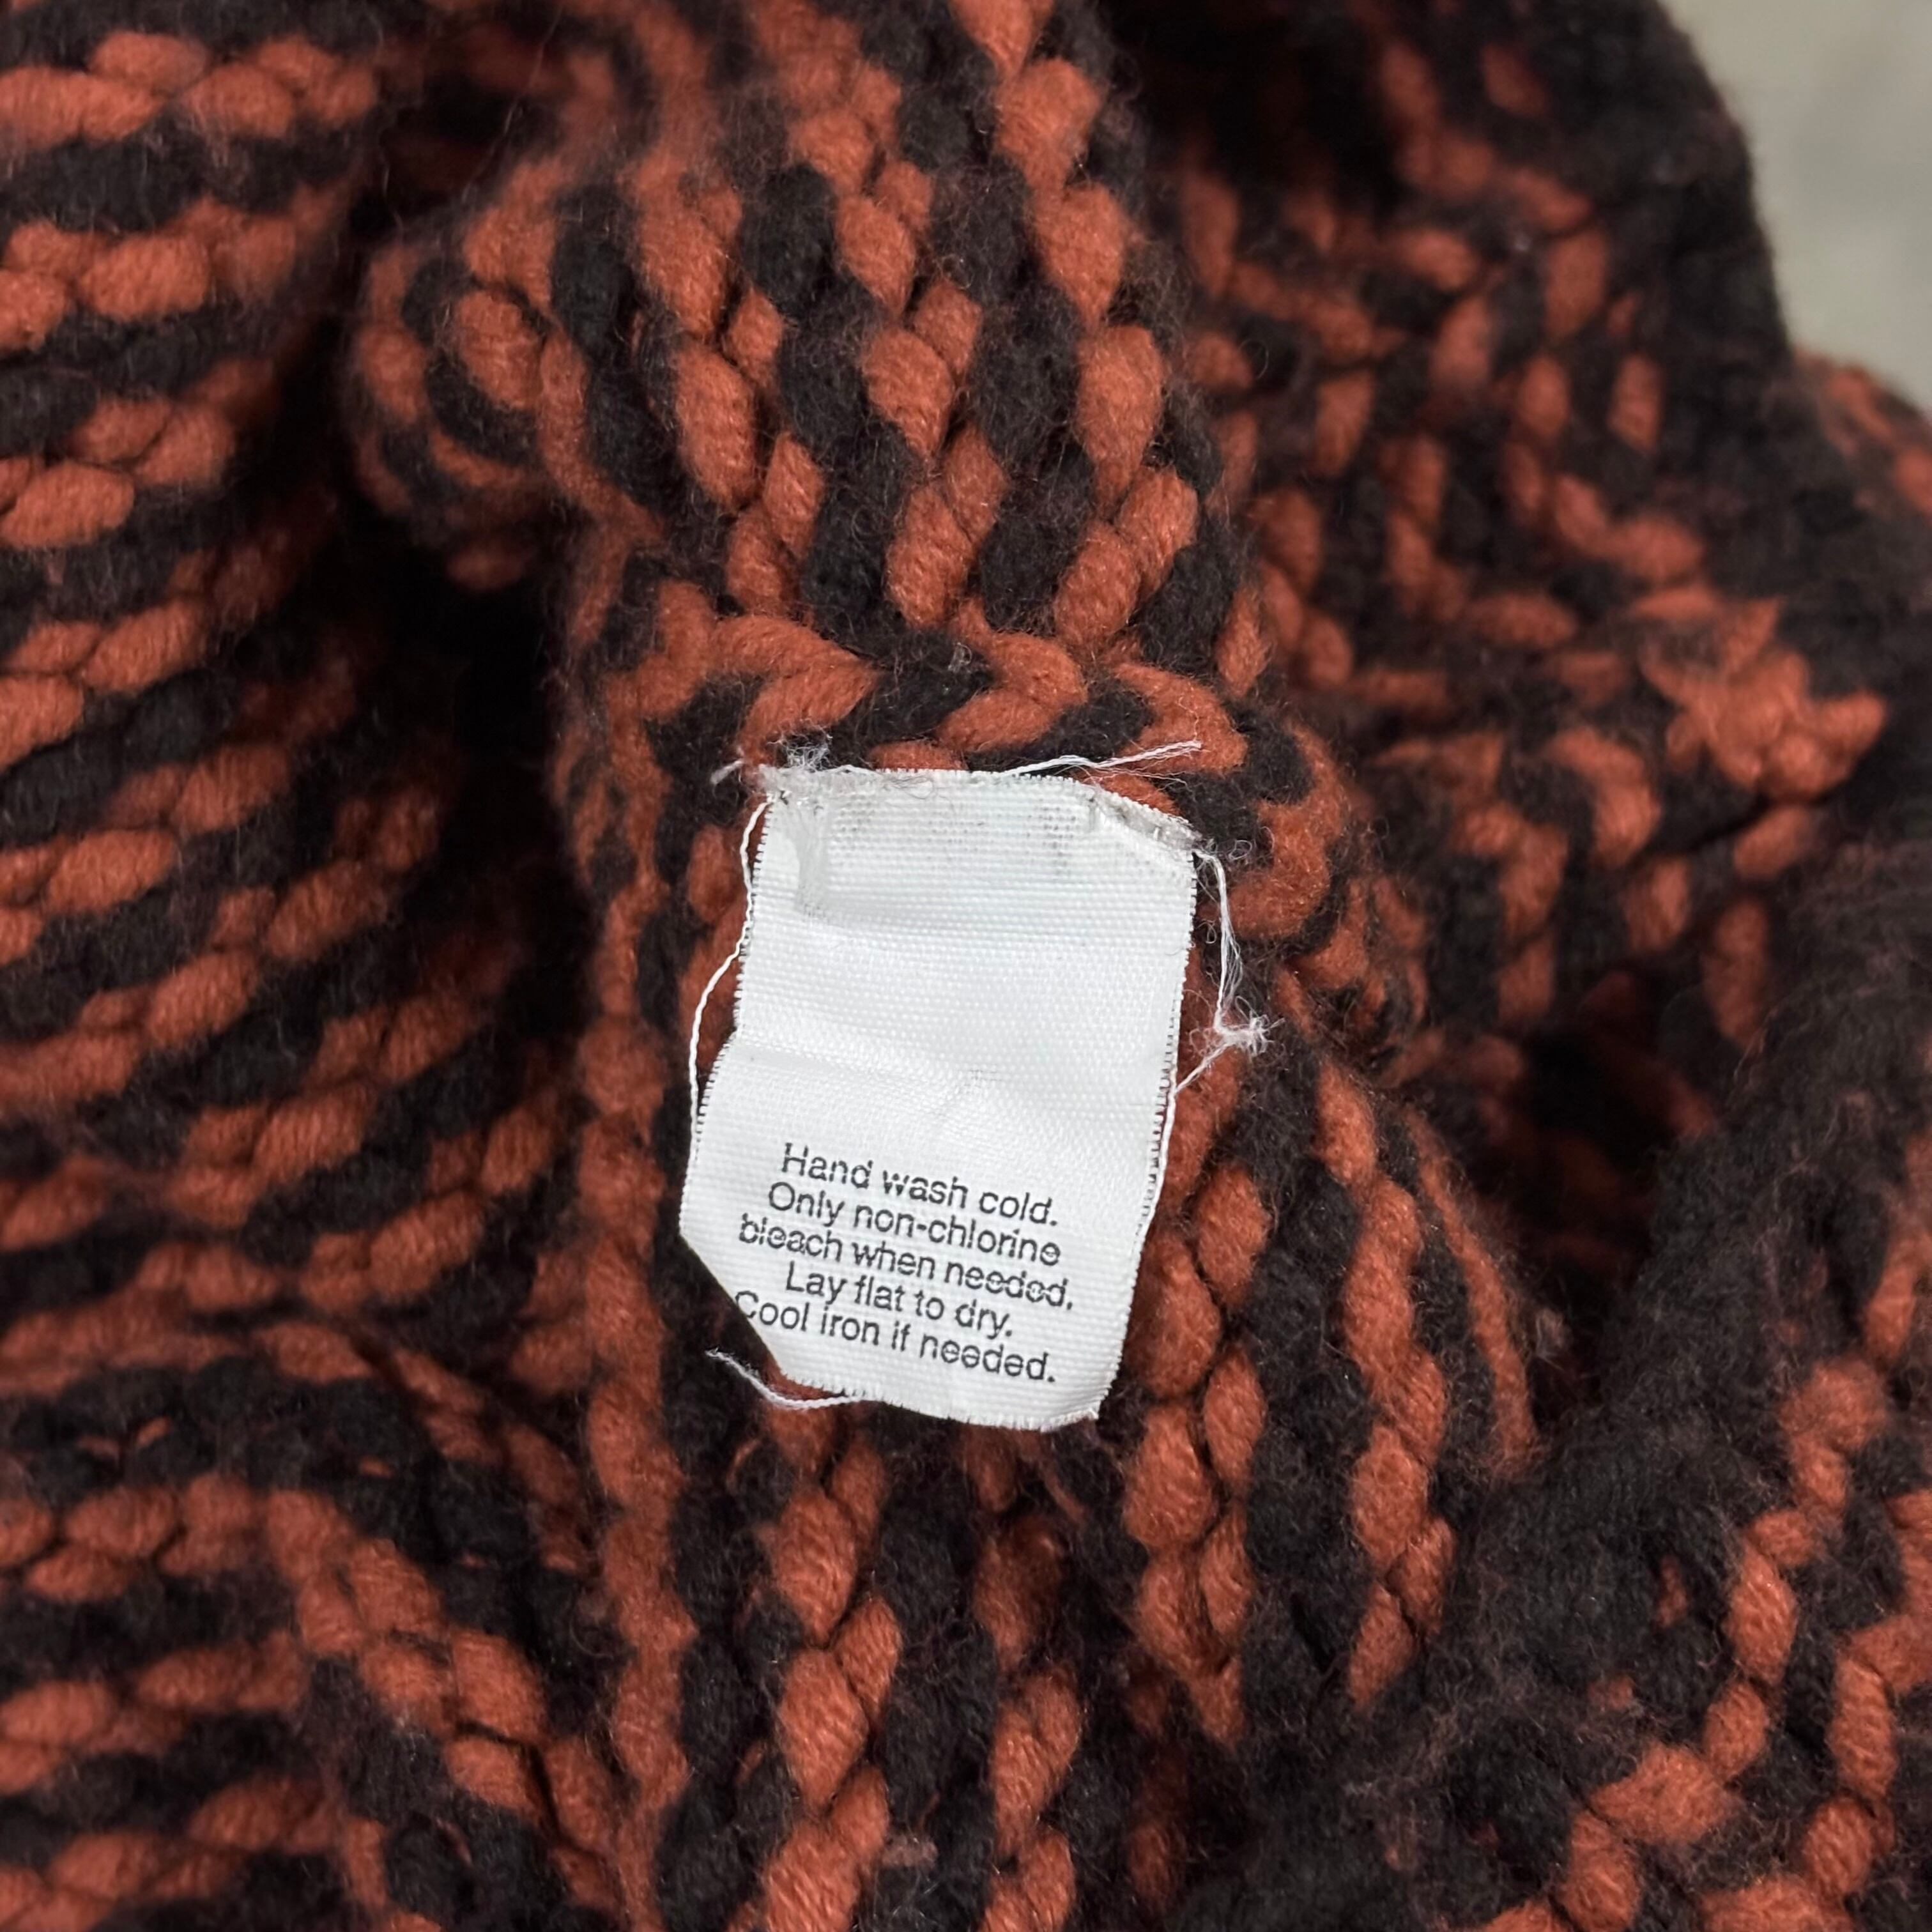 Hand wash cold.
Only non-chlorine
bleach when needed.
Lay flat to dry.
Cool iron if needed.